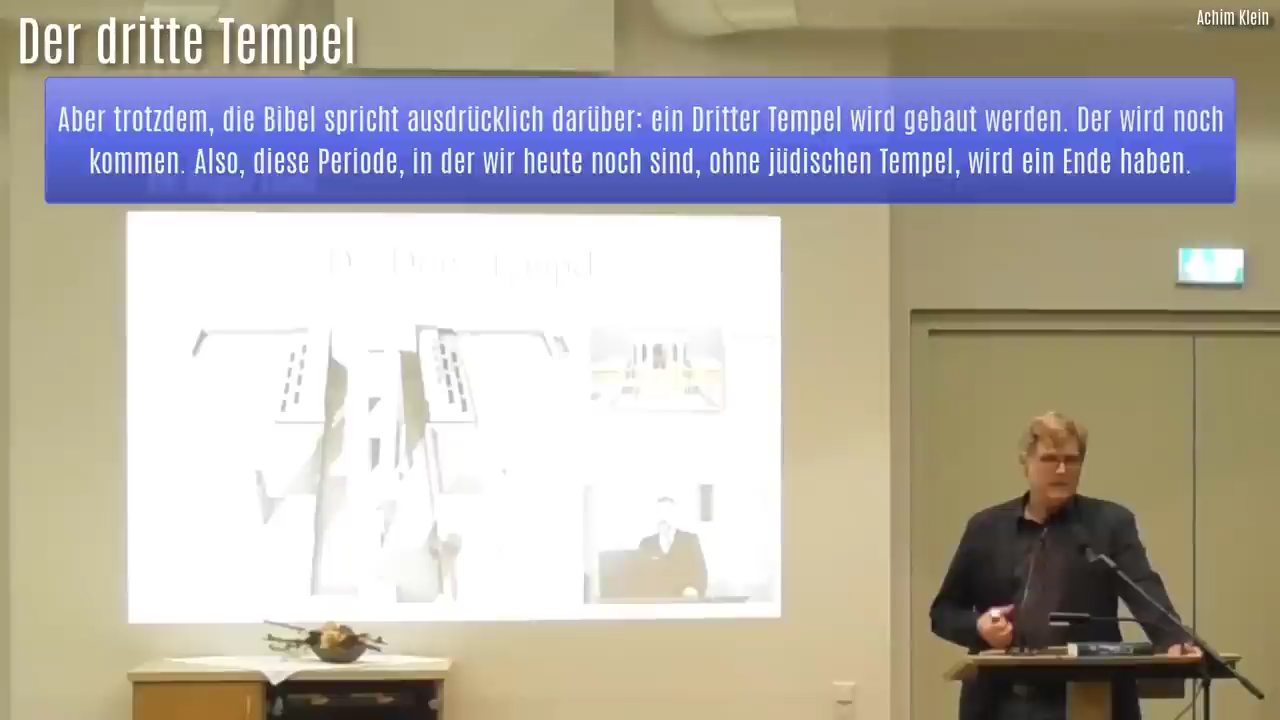 Der dritte Tempel
Achim Klein
Aber trotzdem, die Bibel spricht ausdrücklich darüber: ein Dritter Tempel wird gebaut werden. Der wird noch
kommen. Also, diese Periode, in der wir heute noch sind, ohne jüdischen Tempel, wird ein Ende haben.